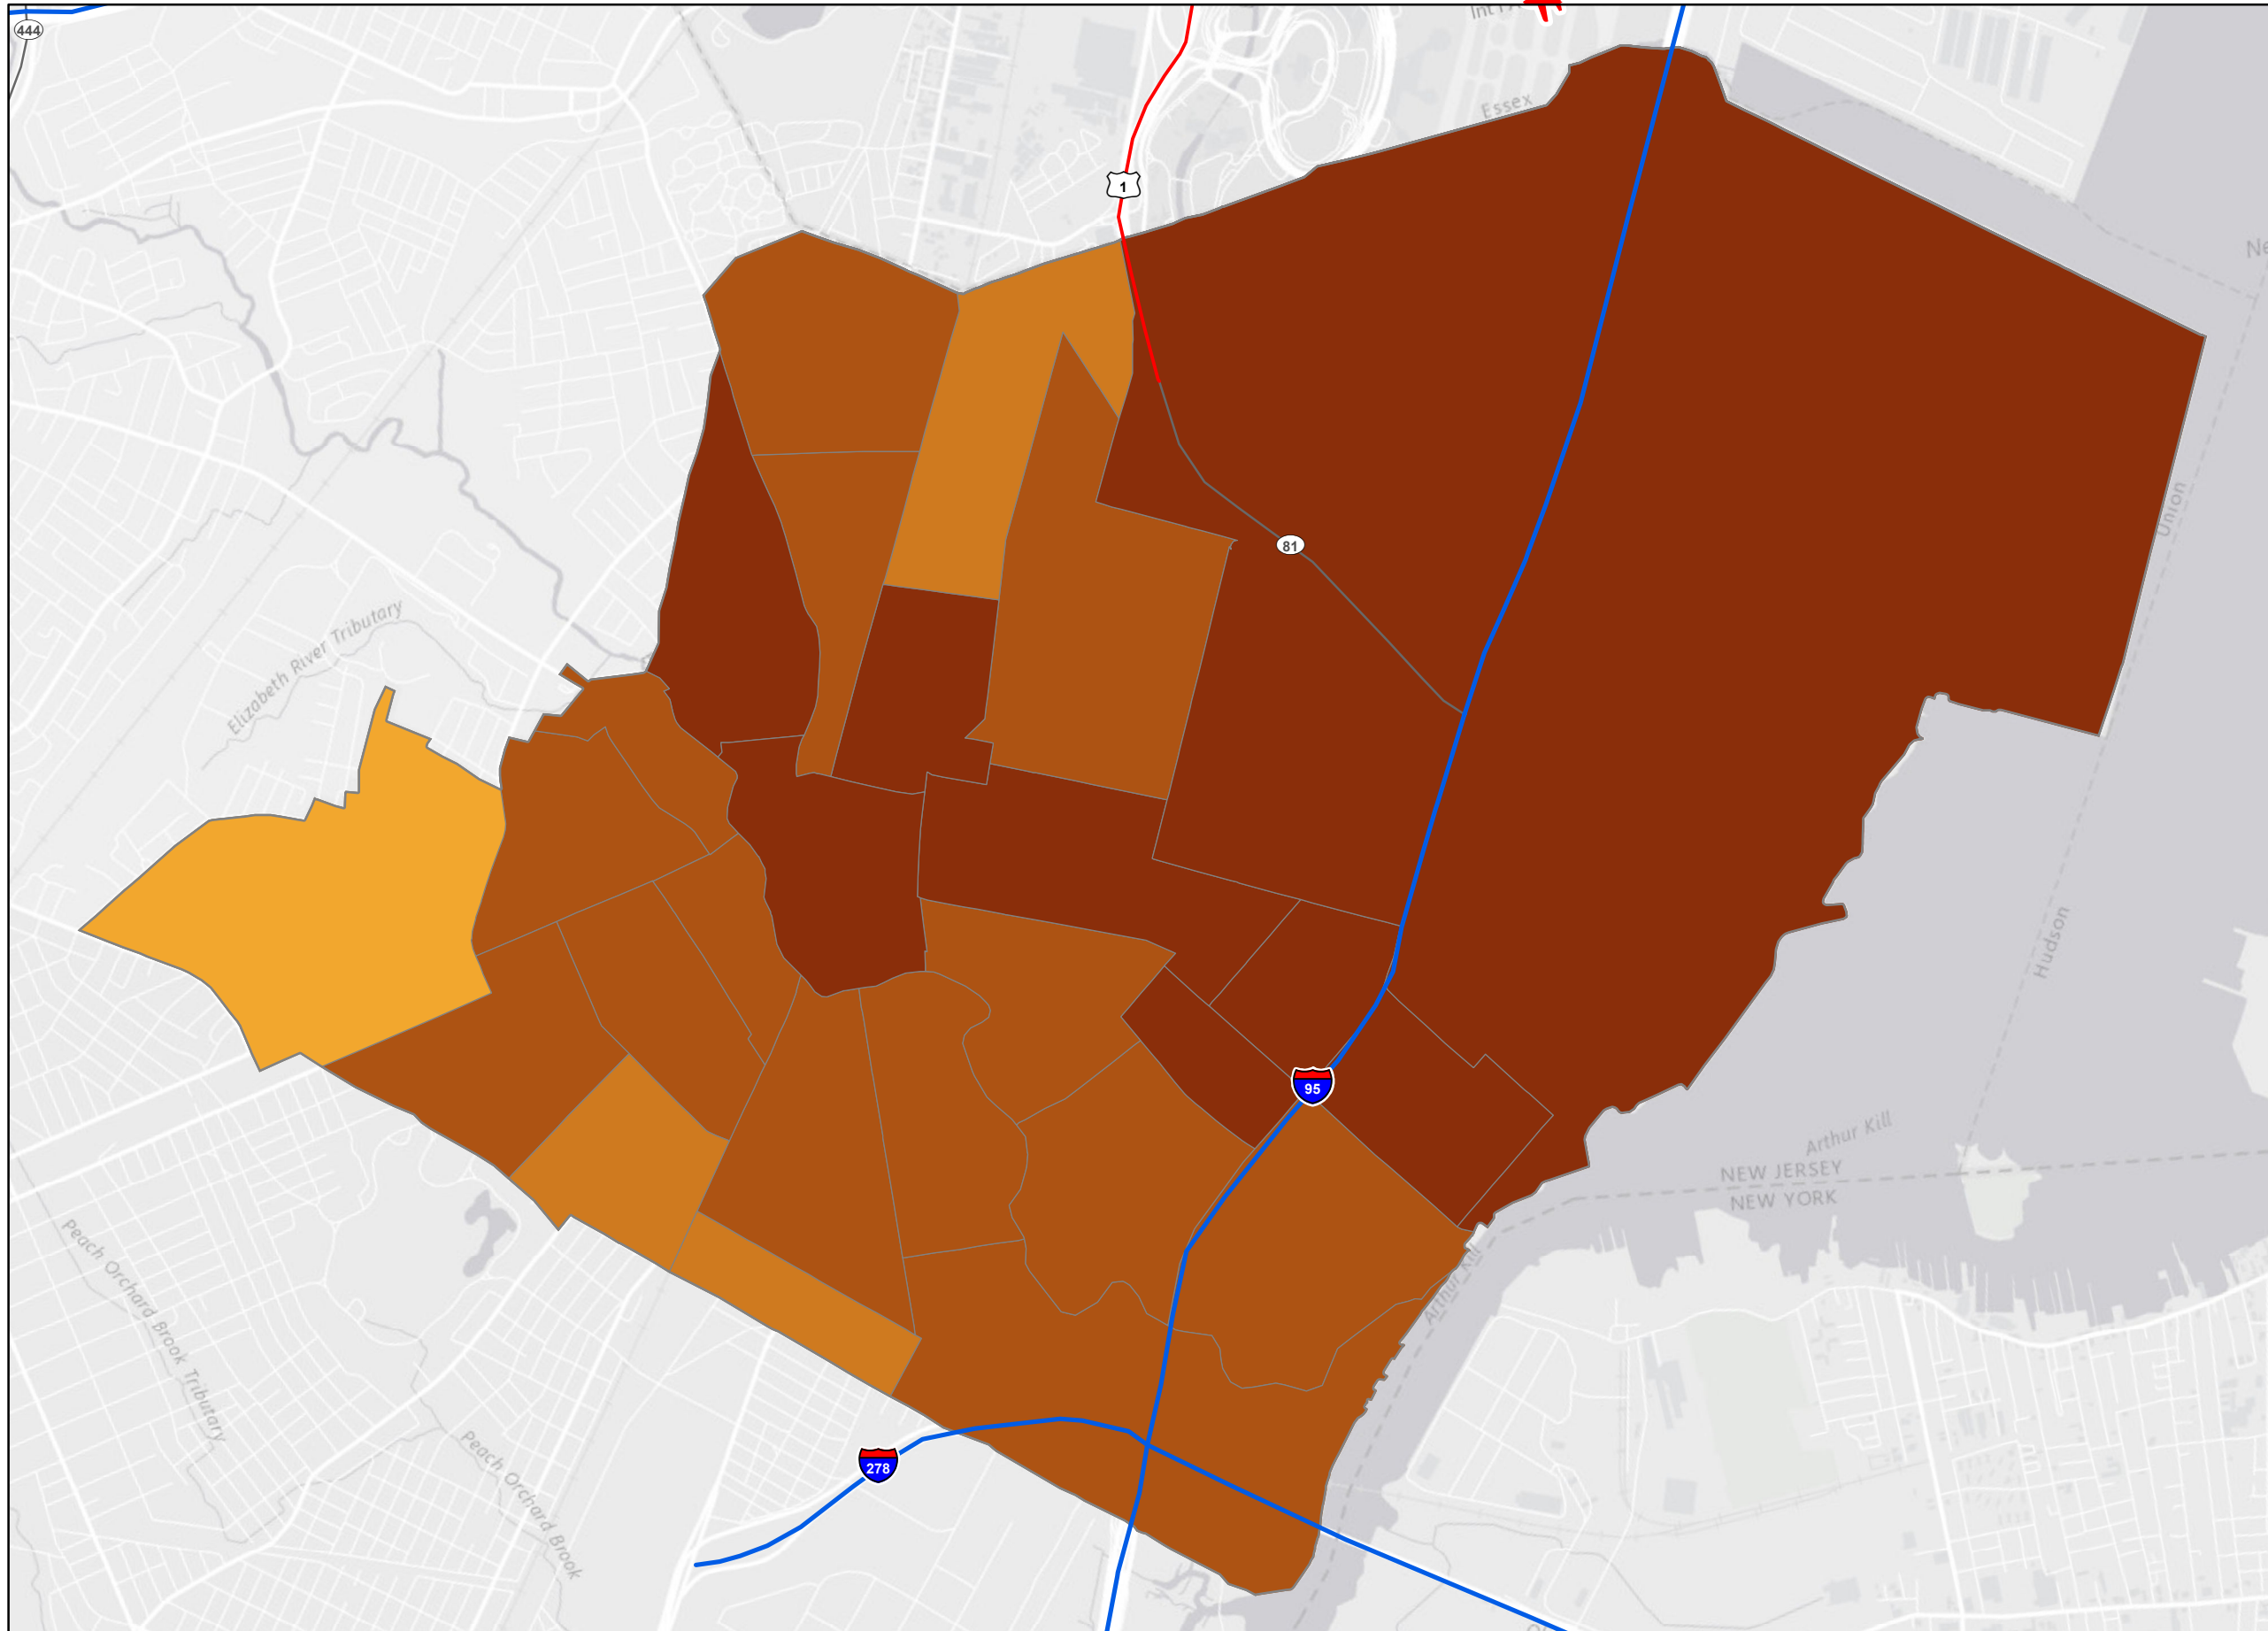 444
Essex
1
Union
81
Elizabeth River Tributary
Hudson
95
Arthur Kill
NEW JERSEY
NEW YORK
Arthur Kill
Peach Orchard Brook Tributary
Peach Orchard Brook
278